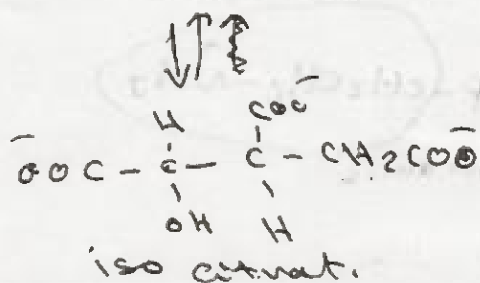 H COO⁻
⁻OOC - C - C - CH2COO⁻
OH H
iso citrat.